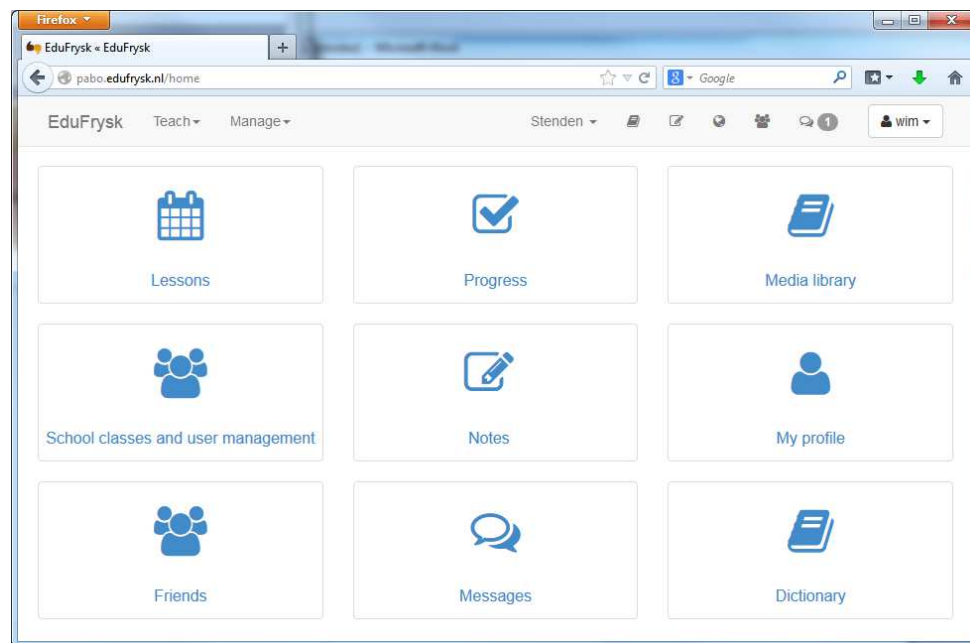 Firefox
EduFrysk « EduFrysk
pabo.edufrysk.nl/home
Google
EduFrysk Teach Manage Stenden 1 wim
Lessons Progress Media library
School classes and user management Notes My profile
Friends Messages Dictionary